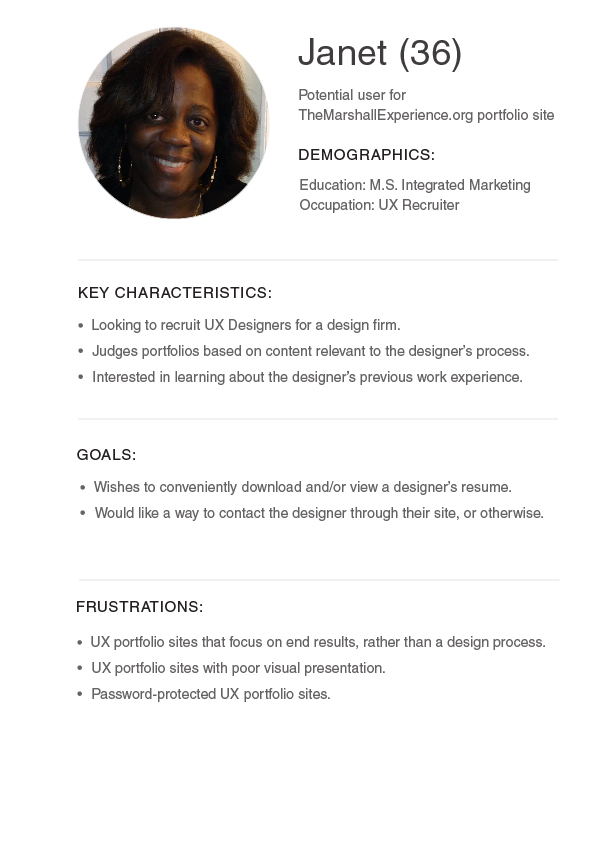 Janet (36)
Potential user for
TheMarshallExperience.org portfolio site
DEMOGRAPHICS:
Education: M.S. Integrated Marketing
Occupation: UX Recruiter
KEY CHARACTERISTICS:
• Looking to recruit UX Designers for a design firm.
• Judges portfolios based on content relevant to the designer’s process.
• Interested in learning about the designer’s previous work experience.
GOALS:
• Wishes to conveniently download and/or view a designer’s resume.
• Would like a way to contact the designer through their site, or otherwise.
FRUSTRATIONS:
• UX portfolio sites that focus on end results, rather than a design process.
• UX portfolio sites with poor visual presentation.
• Password-protected UX portfolio sites.